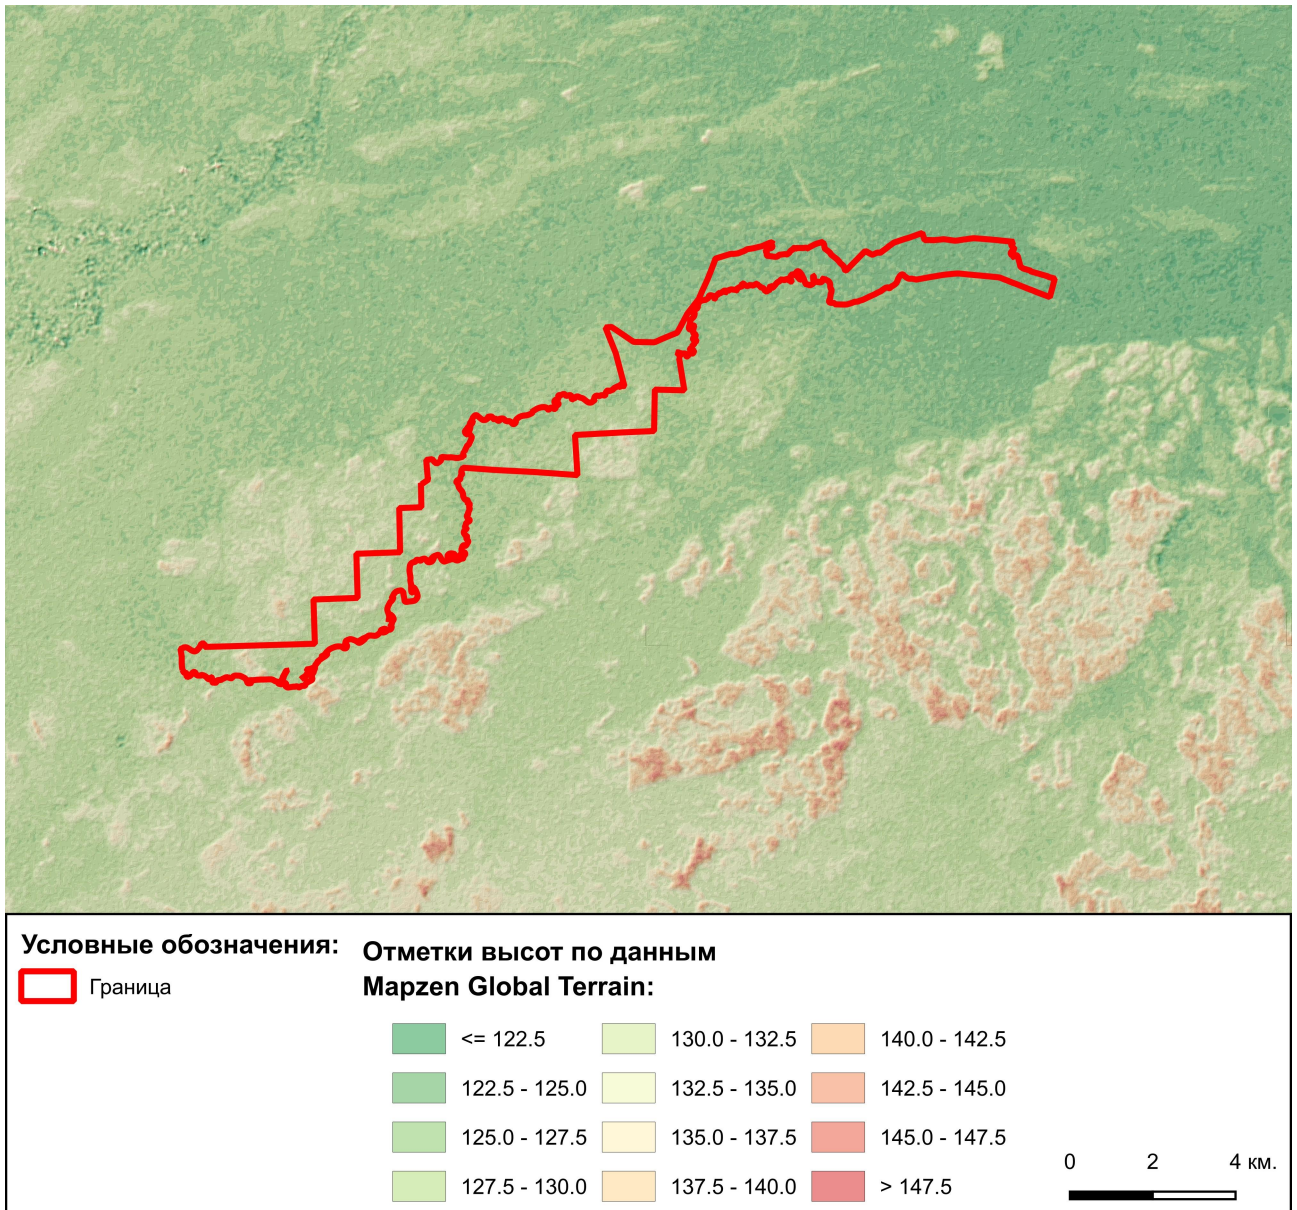 Условные обозначения:
Граница
Отметки высот по данным
Mapzen Global Terrain:
<= 122.5
122.5 - 125.0
125.0 - 127.5
127.5 - 130.0
130.0 - 132.5
132.5 - 135.0
135.0 - 137.5
137.5 - 140.0
140.0 - 142.5
142.5 - 145.0
145.0 - 147.5
> 147.5
0 2 4 км.